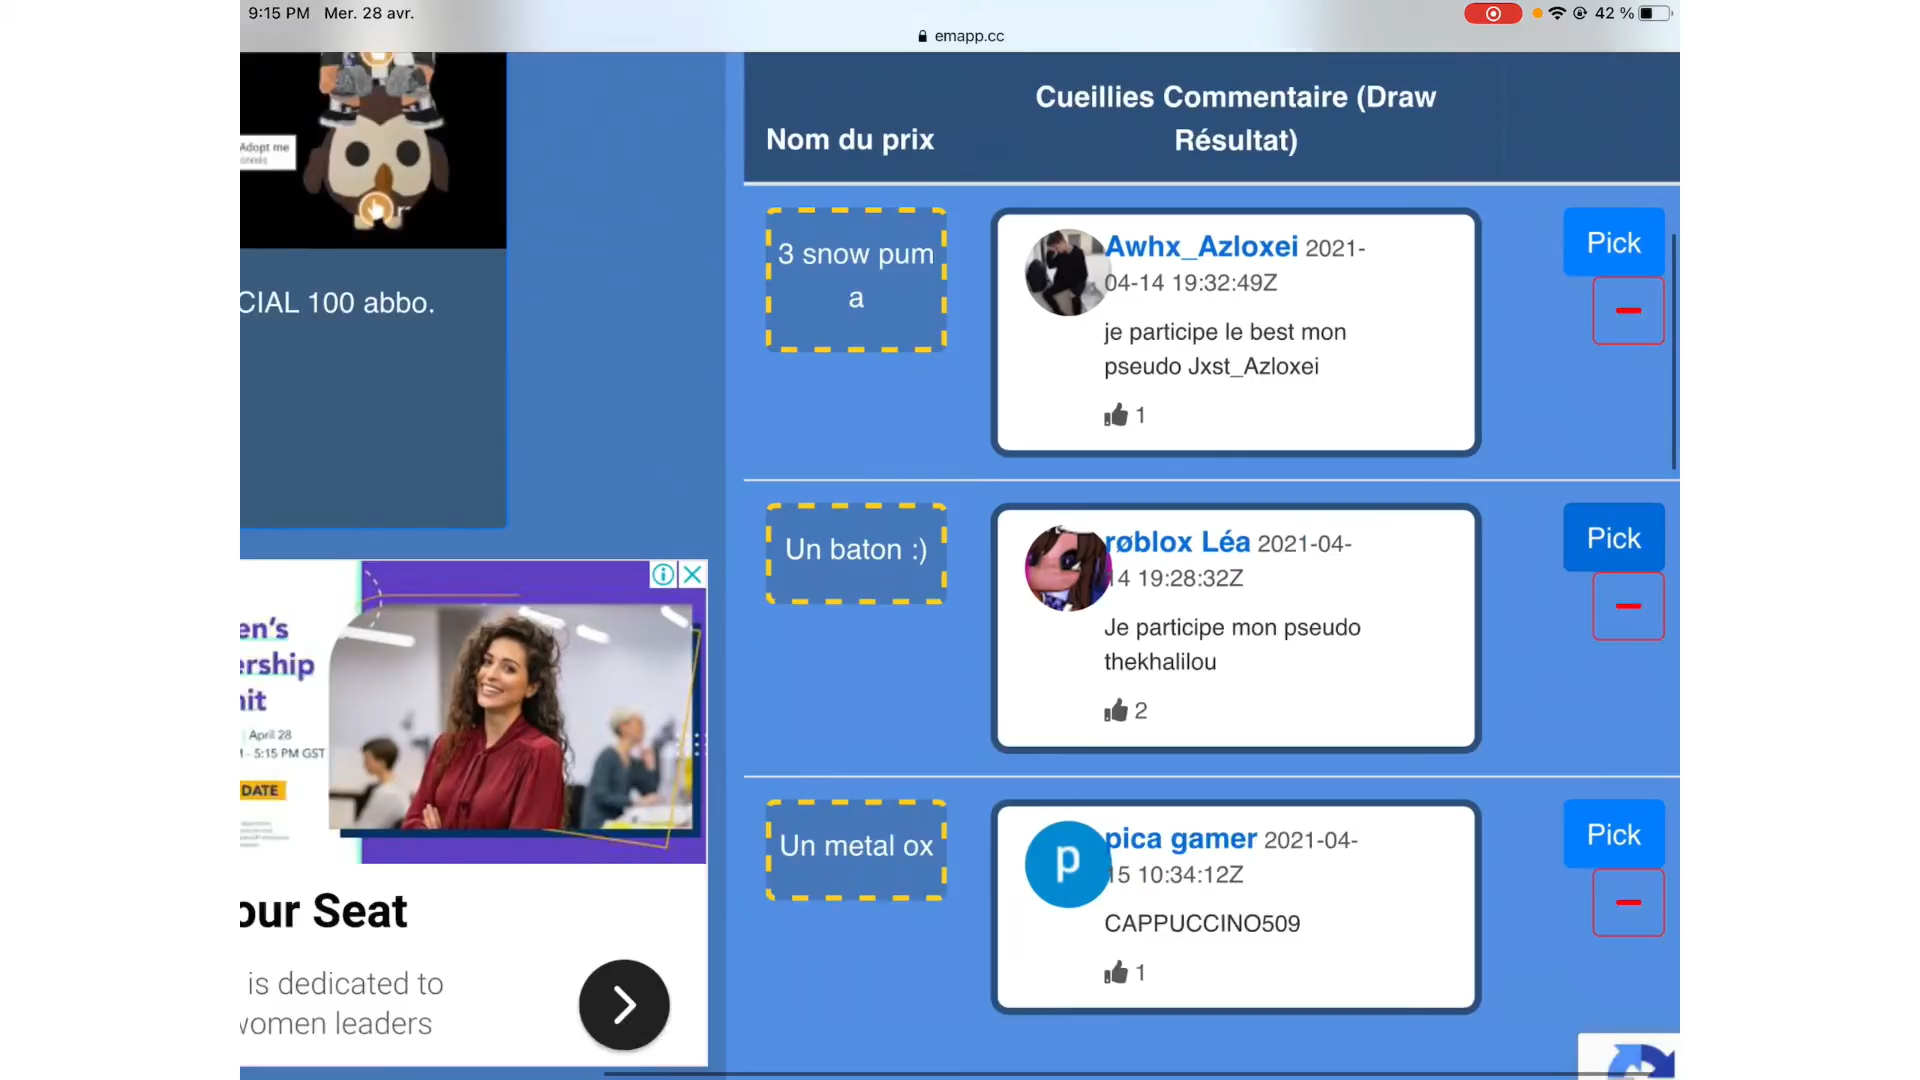 9:15 PM Mer. 28 avr.
42 %
emapp.cc
Adopt me
CIAL 100 abbo.
Nom du prix
Cueillies Commentaire (Draw
Résultat)
3 snow pum
a
Awhx_Azloxei 2021-
04-14 19:32:49Z
je participe le best mon
pseudo Jxst_Azloxei
1
Pick
Un baton :)
røblox Léa 2021-04-
14 19:28:32Z
Je participe mon pseudo
thekhalilou
2
Pick
Un metal ox
p
pica gamer 2021-04-
15 10:34:12Z
CAPPUCCINO509
1
Pick
en's
ership
it
April 28
- 5:15 PM GST
DATE
our Seat
is dedicated to
women leaders